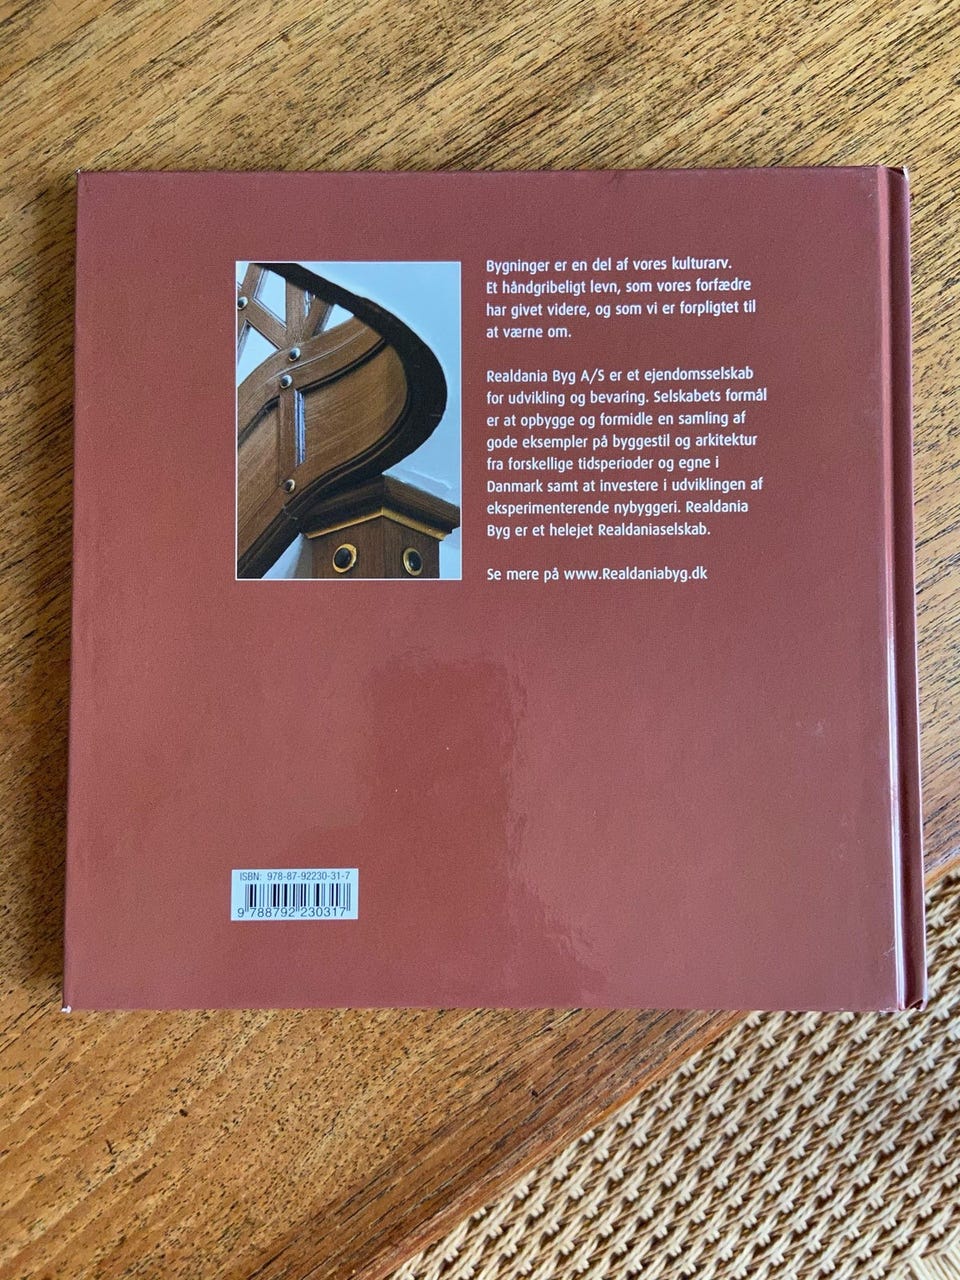 Bygninger er en del af vores kulturarv.
Et håndgribeligt levn, som vores forfædre
har givet videre, og som vi er forpligtet til
at værne om.
Realdania Byg A/S er et ejendomsselskab
for udvikling og bevaring. Selskabets formål
er at opbygge og formidle en samling af
gode eksempler på byggestil og arkitektur
fra forskellige tidsperioder og egne i
Danmark samt at investere i udviklingen af
eksperimenterende nybyggeri. Realdania
Byg er et helejet Realdaniaselskab.
Se mere på www.Realdaniabyg.dk
ISBN: 978-87-92230-31-7
9 788792 230317